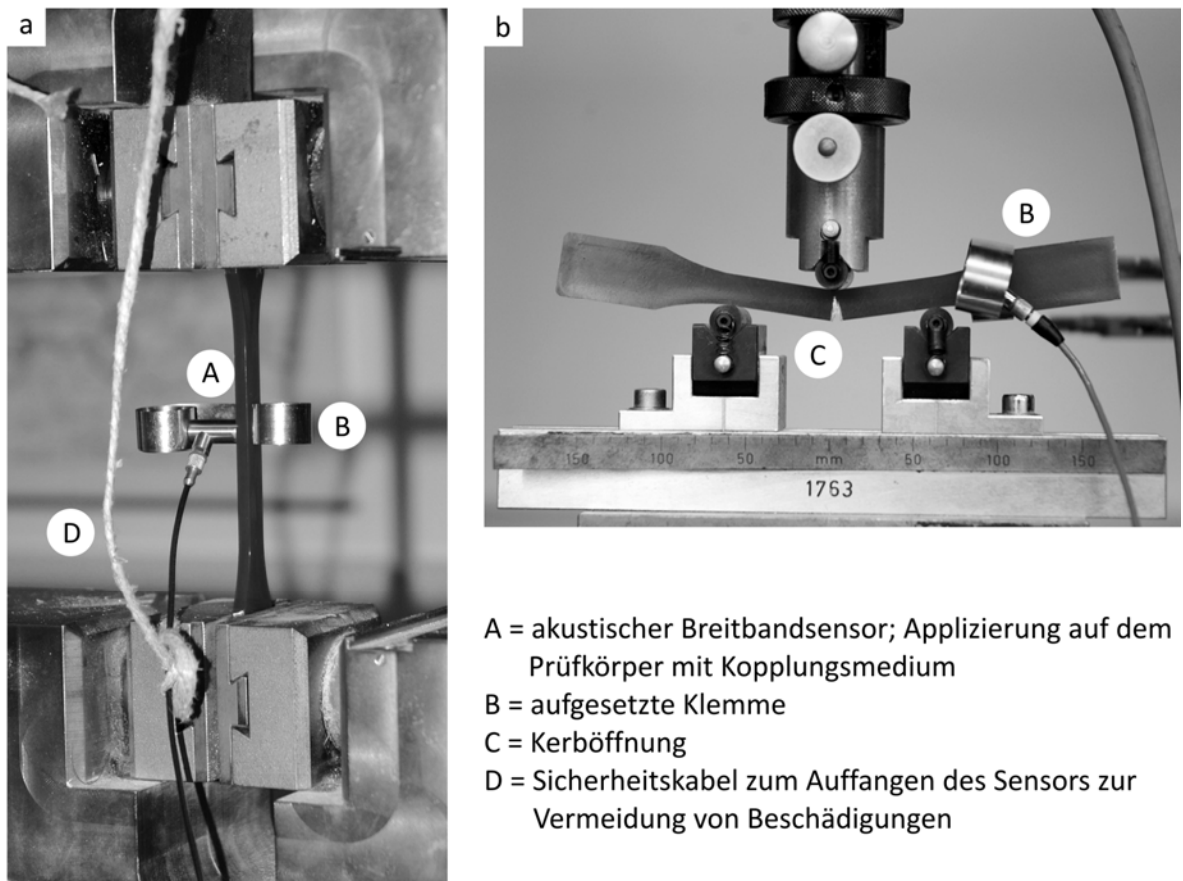 a
A
B
D
b
B
C
150 100 50 mm 50 100 150
1763
A = akustischer Breitbandsensor; Applizierung auf dem
Prüfkörper mit Kopplungsmedium
B = aufgesetzte Klemme
C = Kerböffnung
D = Sicherheitskabel zum Auffangen des Sensors zur
Vermeidung von Beschädigungen